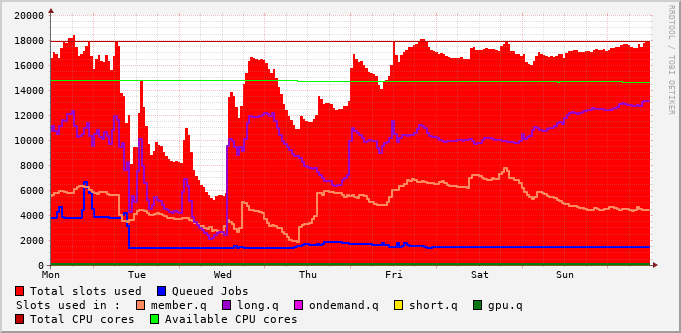 20000
18000
16000
14000
12000
10000
8000
6000
4000
2000
0
Mon Tue Wed Thu Fri Sat Sun
Total slots used Queued Jobs
Slots used in : member.q long.q ondemand.q short.q gpu.q
Total CPU cores Available CPU cores
RRDTOOL / TOBI OETIKER